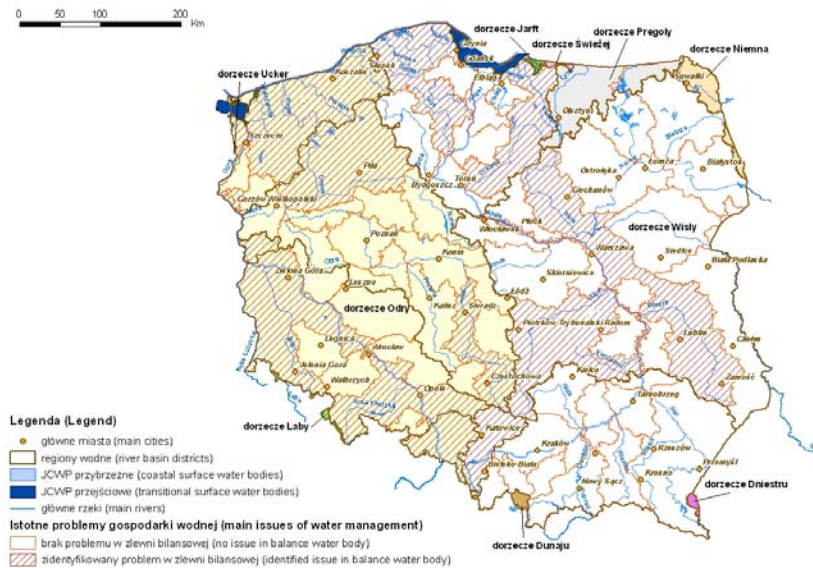 0 50 100 200
Km
dorzecze Jarft
dorzecze Świeżej
dorzecze Pregoły
dorzecze Niemna
dorzecze Ucker
Gdynia
Gdańsk
Słupsk
Elbląg
Koszalin
Suwałki
Olsztyn
Szczecin
Piła
Bydgoszcz
Toruń
Ostrołęka
Łomża
Białystok
Ciechanów
Gorzów Wielkopolski
Włocławek
Płock
dorzecze Wisły
Poznań
Konin
Warszawa
Siedlce
Biała Podlaska
Zielona Góra
Leszno
Skierniewice
Łódź
dorzecze Odry
Kalisz
Sieradz
Piotrków Trybunalski
Radom
Lublin
Chełm
Legnica
Wrocław
Jelenia Góra
Wałbrzych
Opole
Częstochowa
Kielce
Zamość
Tarnobrzeg
dorzecze Łaby
Katowice
Kraków
Rzeszów
Przemyśl
Bielsko Biała
Nowy Sącz
Krosno
dorzecze Dniestru
dorzecze Dunaju
Legenda (Legend)
główne miasta (main cities)
regiony wodne (river basin districts)
JCWP przybrzeżne (coastal surface water bodies)
JCWP przejściowe (transitional surface water bodies)
główne rzeki (main rivers)
Istotne problemy gospodarki wodnej (main issues of water management)
brak problemu w zlewni bilansowej (no issue in balance water body)
zidentyfikowany problem w zlewni bilansowej (identified issue in balance water body)